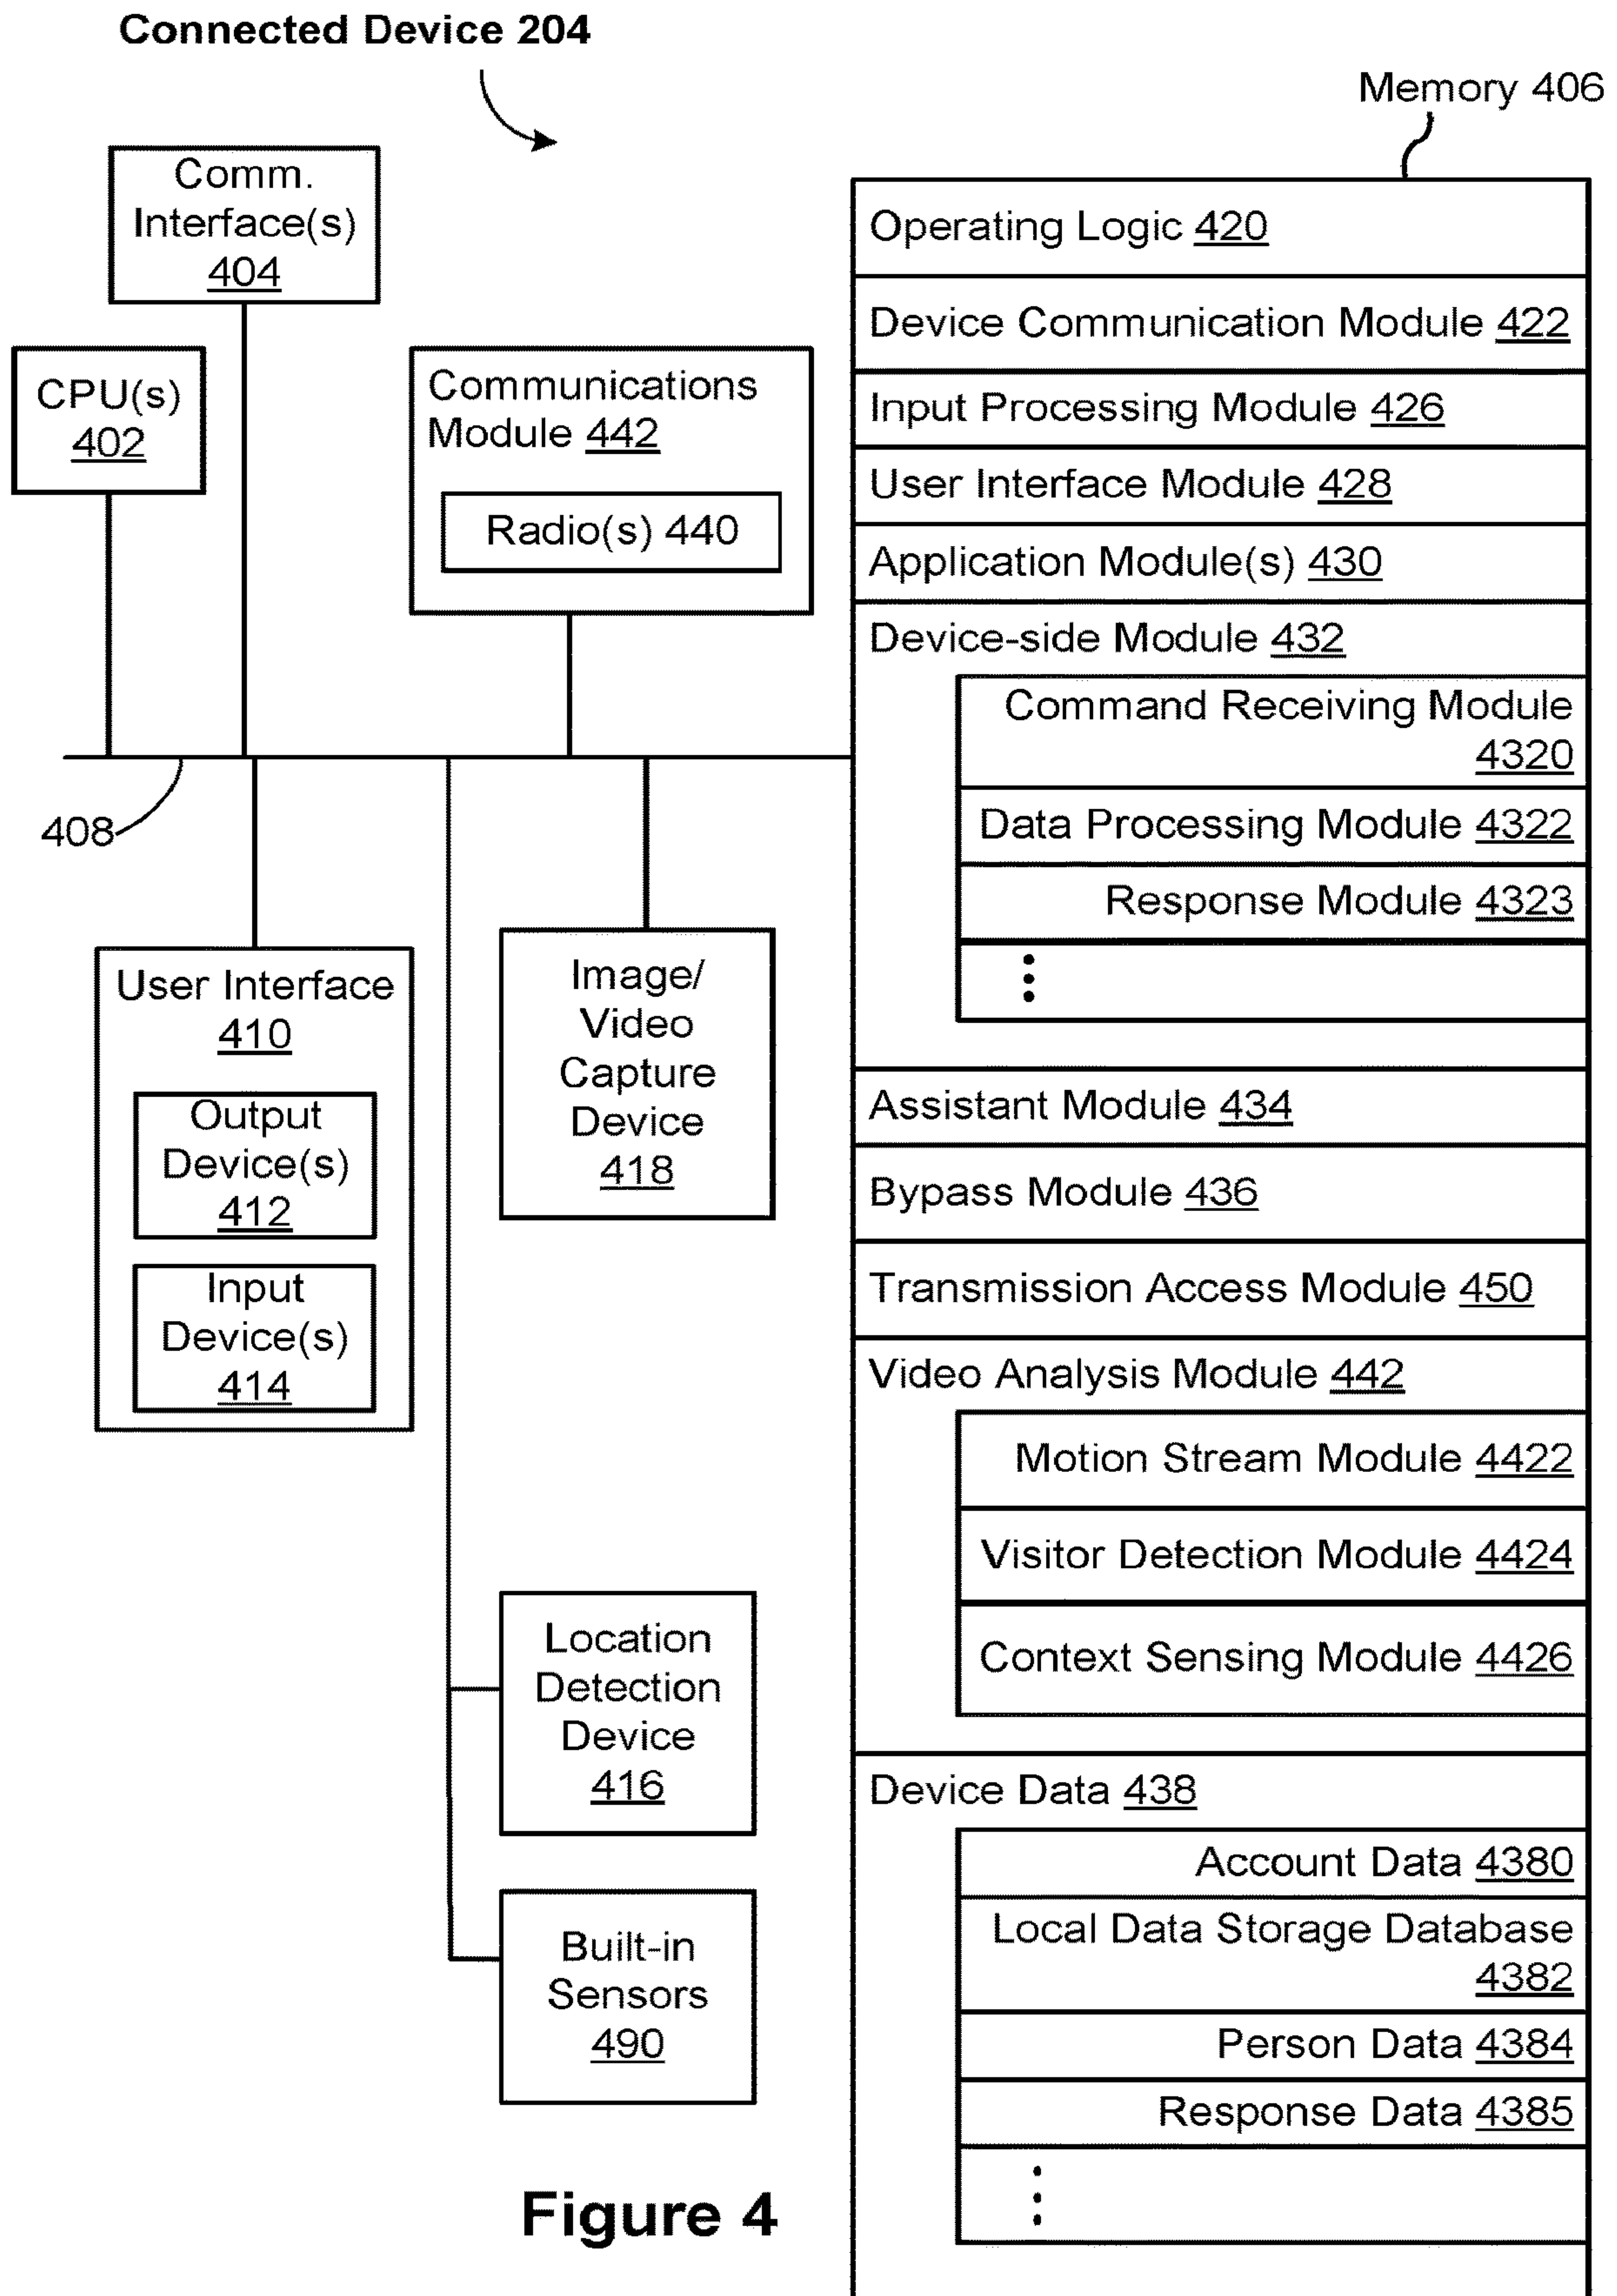 Connected Device 204
Memory 406
Comm.
Interface(s)
404
CPU(s)
402
Communications
Module 442
Radio(s) 440
408
User Interface
410
Output
Device(s)
412
Input
Device(s)
414
Image/
Video
Capture
Device
418
Location
Detection
Device
416
Built-in
Sensors
490
Operating Logic 420
Device Communication Module 422
Input Processing Module 426
User Interface Module 428
Application Module(s) 430
Device-side Module 432
Command Receiving Module
4320
Data Processing Module 4322
Response Module 4323
Assistant Module 434
Bypass Module 436
Transmission Access Module 450
Video Analysis Module 442
Motion Stream Module 4422
Visitor Detection Module 4424
Context Sensing Module 4426
Device Data 438
Account Data 4380
Local Data Storage Database
4382
Person Data 4384
Response Data 4385
Figure 4